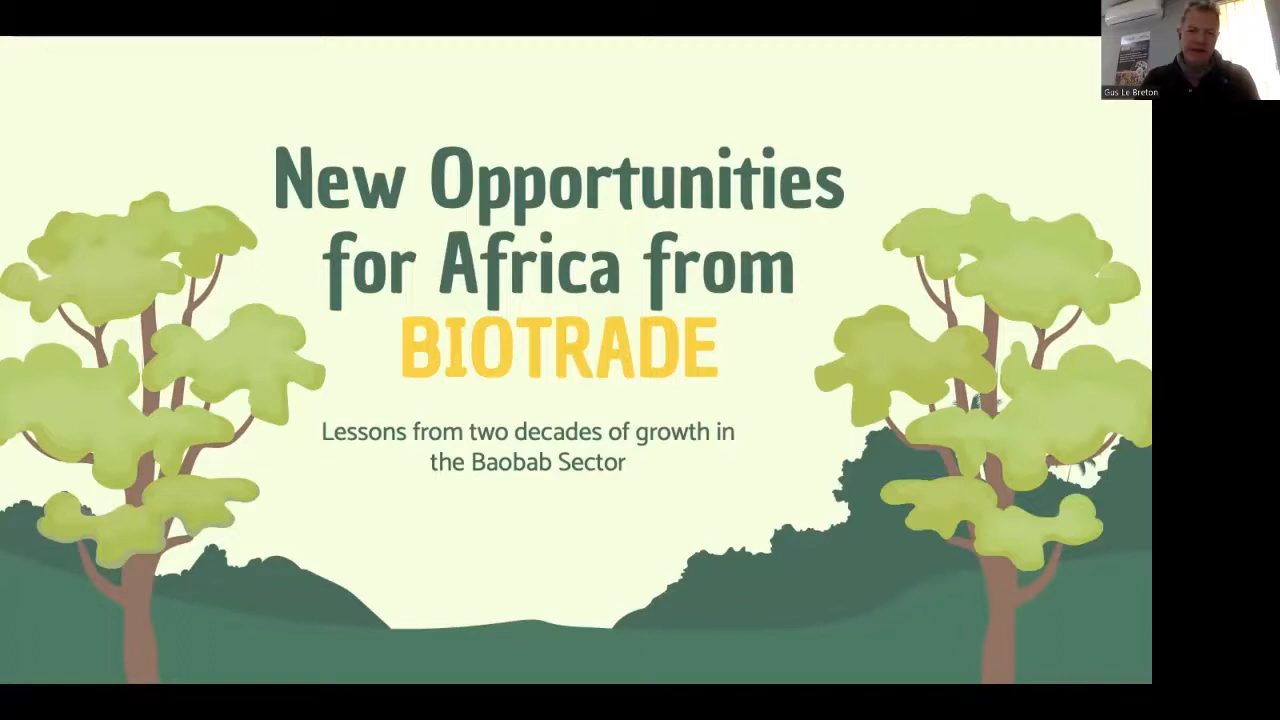 New Opportunities
for Africa from
BIOTRADE
Lessons from two decades of growth in
the Baobab Sector
Gus Le Breton